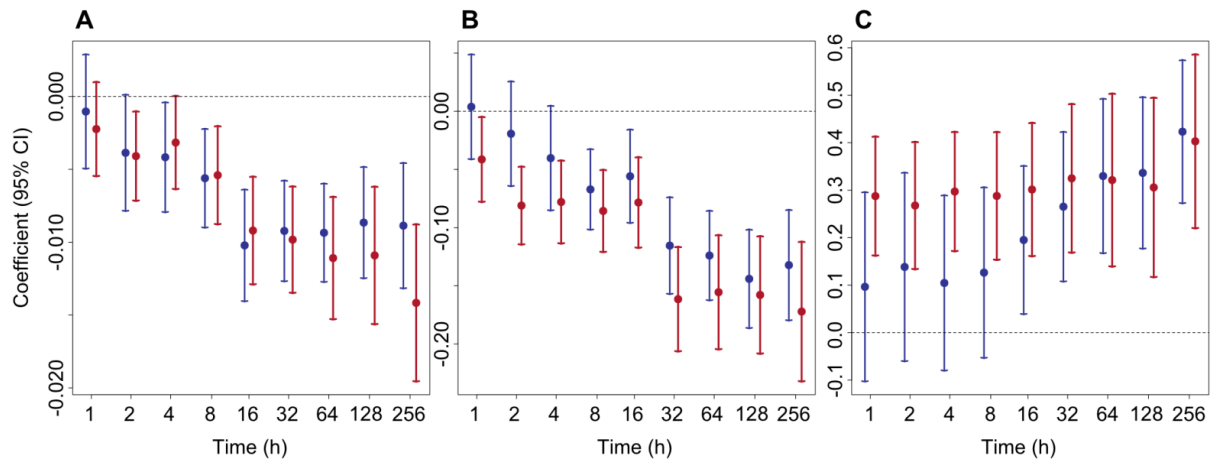 A
B
C
Coefficient (95% CI)
0.000
-0.010
-0.020
0.00
-0.10
-0.20
0.6
0.5
0.4
0.3
0.2
0.1
0.0
-0.1
1 2 4 8 16 32 64 128 256
1 2 4 8 16 32 64 128 256
1 2 4 8 16 32 64 128 256
Time (h)
Time (h)
Time (h)